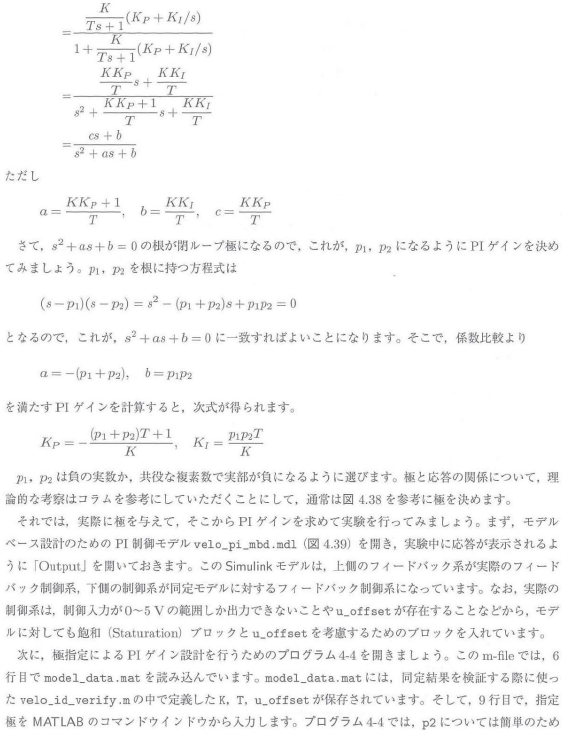 = \frac{\frac{K}{Ts+1}(K_P + K_I/s)}{1 + \frac{K}{Ts+1}(K_P + K_I/s)}
= \frac{\frac{KK_P}{T}s + \frac{KK_I}{T}}{s^2 + \frac{KK_P+1}{T}s + \frac{KK_I}{T}}
= \frac{cs+b}{s^2+as+b}
ただし
a = \frac{KK_P+1}{T}, b = \frac{KK_I}{T}, c = \frac{KK_P}{T}
さて，s^2+as+b=0 の根が閉ループ極になるので，これが，p_1，p_2 になるように PI ゲインを決め
てみましょう。p_1，p_2 を根に持つ方程式は
(s-p_1)(s-p_2) = s^2-(p_1+p_2)s+p_1p_2 = 0
となるので，これが，s^2+as+b=0 に一致すればよいことになります。そこで，係数比較より
a = -(p_1+p_2), b = p_1p_2
を満たす PI ゲインを計算すると，次式が得られます。
K_P = -\frac{(p_1+p_2)T+1}{K}, K_I = \frac{p_1p_2T}{K}
p_1，p_2 は負の実数か，共役な複素数で実部が負になるように選びます。極と応答の関係について，理
論的な考察はコラムを参考にしていただくことにして，通常は図 4.38 を参考に極を決めます。
それでは，実際に極を与えて，そこから PI ゲインを求めて実験を行ってみましょう。まず，モデル
ベース設計のための PI 制御モデル velo_pi_mbd.mdl（図 4.39）を開き，実験中に応答が表示されるよ
うに「Output」を開いておきます。この Simulink モデルは，上側のフィードバック系が実際のフィード
バック制御系，下側の制御系が同定モデルに対するフィードバック制御系になっています。なお，実際の
制御系は，制御入力が 0～5 V の範囲しか出力できないことや u_offset が存在することなどから，モデ
ルに対しても飽和（Staturation）ブロックと u_offset を考慮するためのブロックを入れています。
次に，極指定による PI ゲイン設計を行うためのプログラム 4-4 を開きましょう。この m-file では，6
行目で model_data.mat を読み込んでいます。model_data.mat には，同定結果を検証する際に使っ
た velo_id_verify.m の中で定義した K，T，u_offset が保存されています。そして，9 行目で，指定
極を MATLAB のコマンドウインドウから入力します。プログラム 4-4 では，p2 については簡単のため